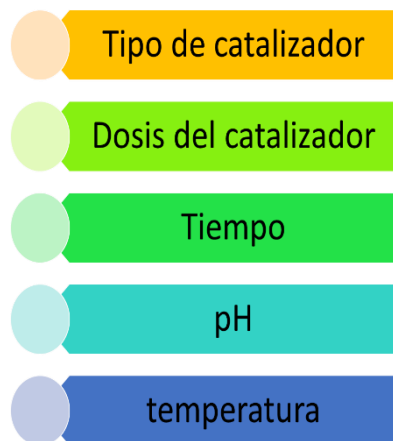 Tipo de catalizador
Dosis del catalizador
Tiempo
pH
temperatura